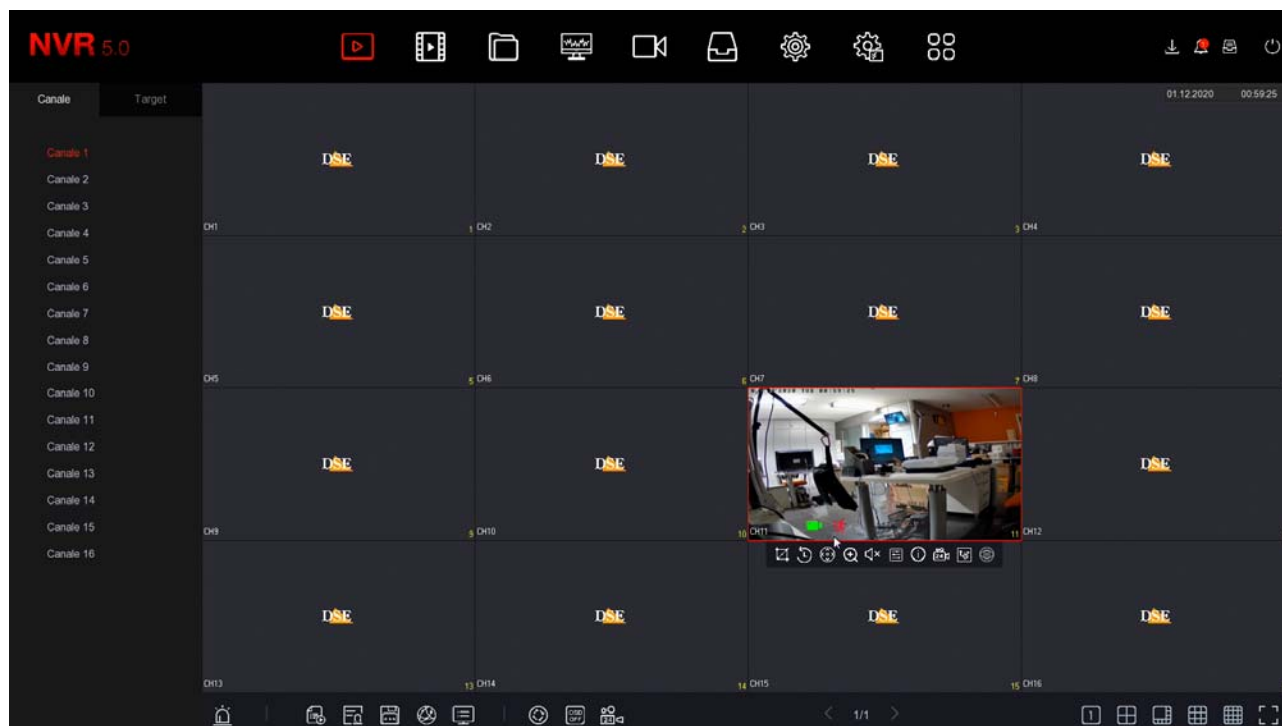 NVR 5.0
Canale Target
01.12.2020 00:59:25
Canale 1
Canale 2
Canale 3
Canale 4
Canale 5
Canale 6
Canale 7
Canale 8
Canale 9
Canale 10
Canale 11
Canale 12
Canale 13
Canale 14
Canale 15
Canale 16
DSE DSE DSE DSE
CH1 1 CH2 2 CH3 3 CH4
DSE DSE DSE DSE
CH5 5 CH6 6 CH7 7 CH8
DSE DSE DSE
CH9 9 CH10 10 CH11 11 CH12
DSE DSE DSE DSE
CH13 13 CH14 14 CH15 15 CH16
OSD OFF
1/1
1